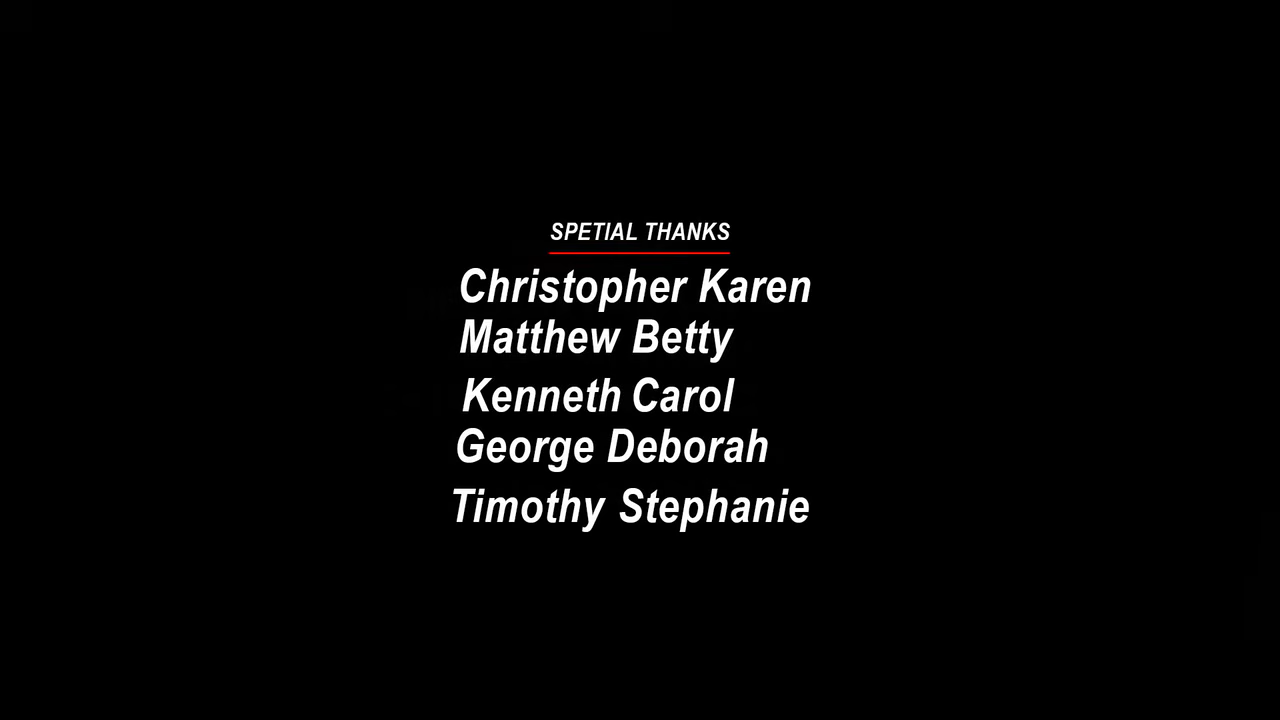 SPETIAL THANKS
Christopher Karen
Matthew Betty
Kenneth Carol
George Deborah
Timothy Stephanie